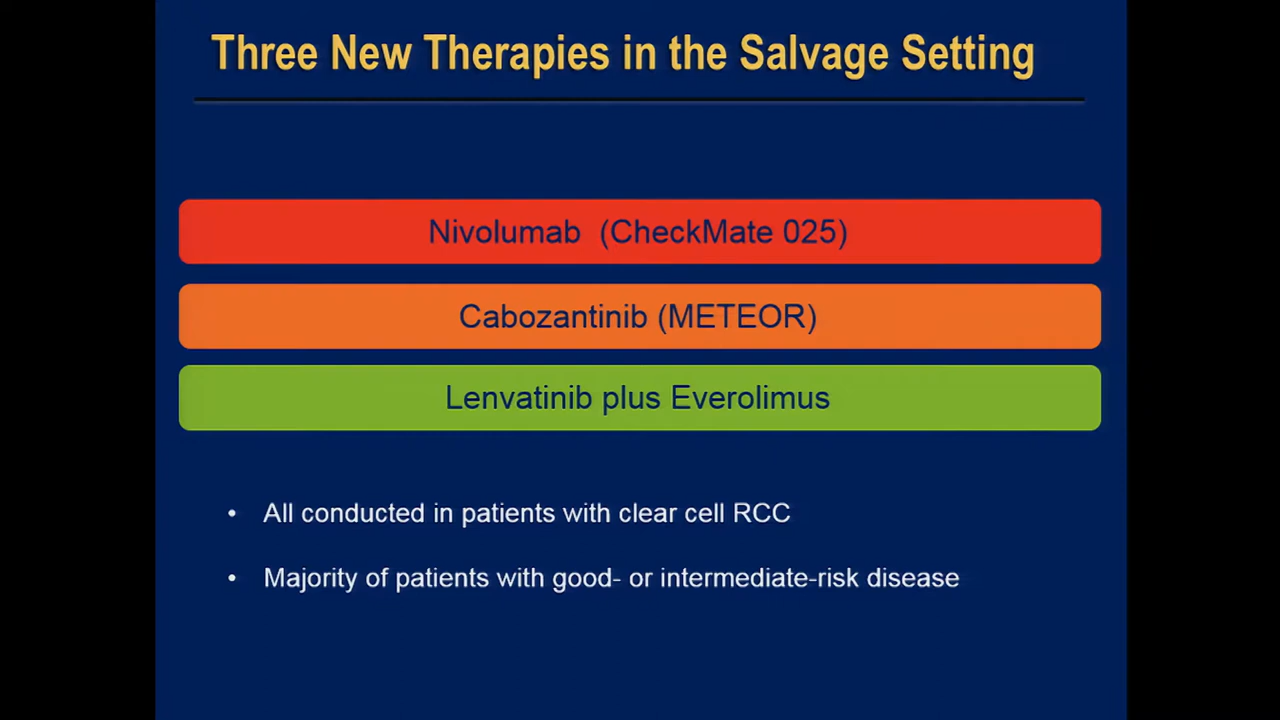 Three New Therapies in the Salvage Setting
Nivolumab (CheckMate 025)
Cabozantinib (METEOR)
Lenvatinib plus Everolimus
• All conducted in patients with clear cell RCC
• Majority of patients with good- or intermediate-risk disease